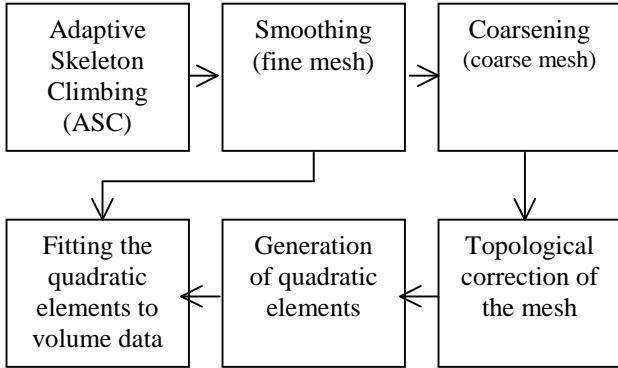 Adaptive
Skeleton
Climbing
(ASC)
Smoothing
(fine mesh)
Coarsening
(coarse mesh)
Fitting the
quadratic
elements to
volume data
Generation
of quadratic
elements
Topological
correction of
the mesh